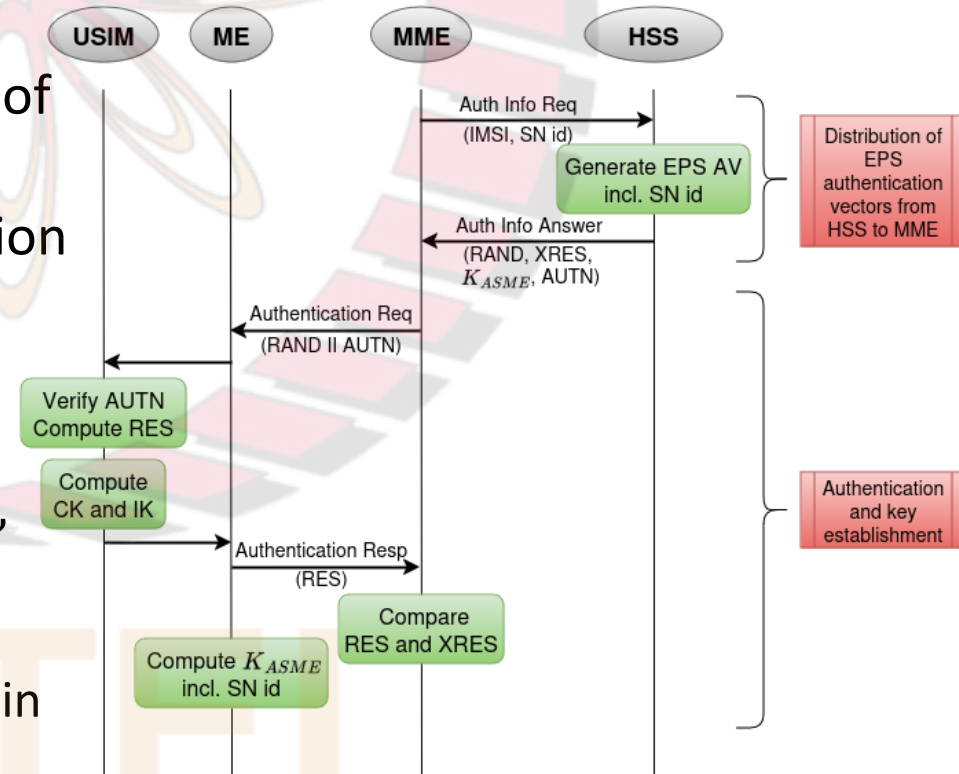 USIM
ME
MME
HSS
of
ion
,
in
Auth Info Req
(IMSI, SN id)
Generate EPS AV
incl. SN id
Auth Info Answer
(RAND, XRES,
K_ASME, AUTN)
Distribution of
EPS
authentication
vectors from
HSS to MME
Authentication Req
(RAND II AUTN)
Verify AUTN
Compute RES
Compute
CK and IK
Authentication Resp
(RES)
Compare
RES and XRES
Compute K_ASME
incl. SN id
Authentication
and key
establishment